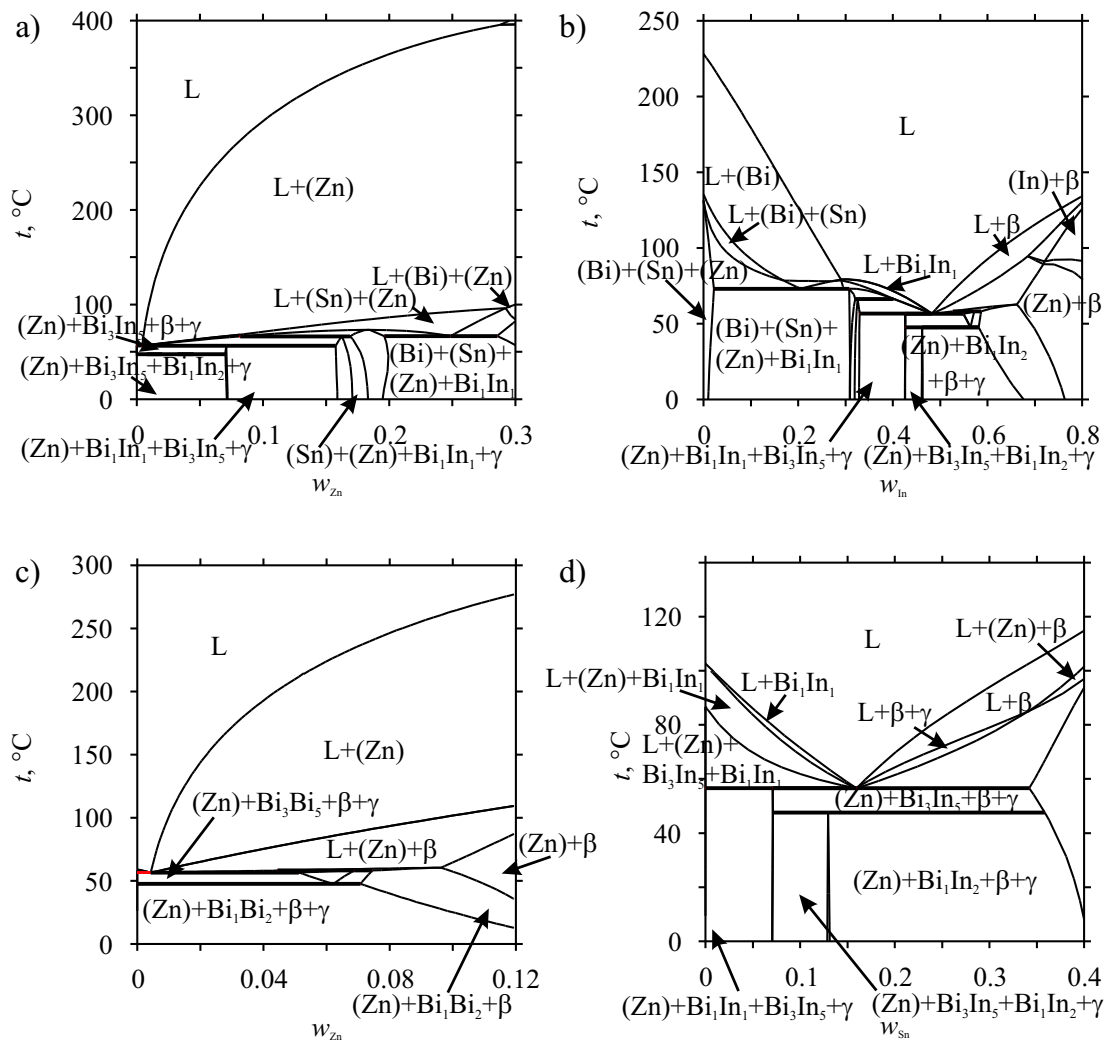 a)
400
300
200
100
0
t, °C
L
L+(Zn)
L+(Bi)+(Zn)
L+(Sn)+(Zn)
(Zn)+Bi₃In₅+β+γ
(Zn)+Bi₃In₅+Bi₁In₂+γ
(Bi)+(Sn)+
(Zn)+Bi₁In₁
0
0.1
0.2
0.3
(Zn)+Bi₁In₁+Bi₃In₅+γ
(Sn)+(Zn)+Bi₁In₁+γ
w_Zn
b)
250
200
150
100
50
0
t, °C
L
L+(Bi)
(In)+β
L+(Bi)+(Sn)
L+β
L+Bi₁In₁
(Bi)+(Sn)+(Zn)
(Zn)+β
(Bi)+(Sn)+
(Zn)+Bi₁In₁
(Zn)+Bi₁In₂
+β+γ
0
0.2
0.4
0.6
0.8
(Zn)+Bi₁In₁+Bi₃In₅+γ
(Zn)+Bi₃In₅+Bi₁In₂+γ
w_In
c)
300
250
200
150
100
50
0
t, °C
L
L+(Zn)
(Zn)+Bi₃Bi₅+β+γ
L+(Zn)+β
(Zn)+β
(Zn)+Bi₁Bi₂+β+γ
0
0.04
0.08
0.12
(Zn)+Bi₁Bi₂+β
w_Zn
d)
120
80
40
0
t, °C
L
L+(Zn)+β
L+(Zn)+Bi₁In₁
L+Bi₁In₁
L+β+γ
L+β
L+(Zn)+
Bi₃In₅+Bi₁In₁
(Zn)+Bi₃In₅+β+γ
(Zn)+Bi₁In₂+β+γ
0
0.1
0.2
0.3
0.4
(Zn)+Bi₁In₁+Bi₃In₅+γ
(Zn)+Bi₃In₅+Bi₁In₂+γ
w_Sn